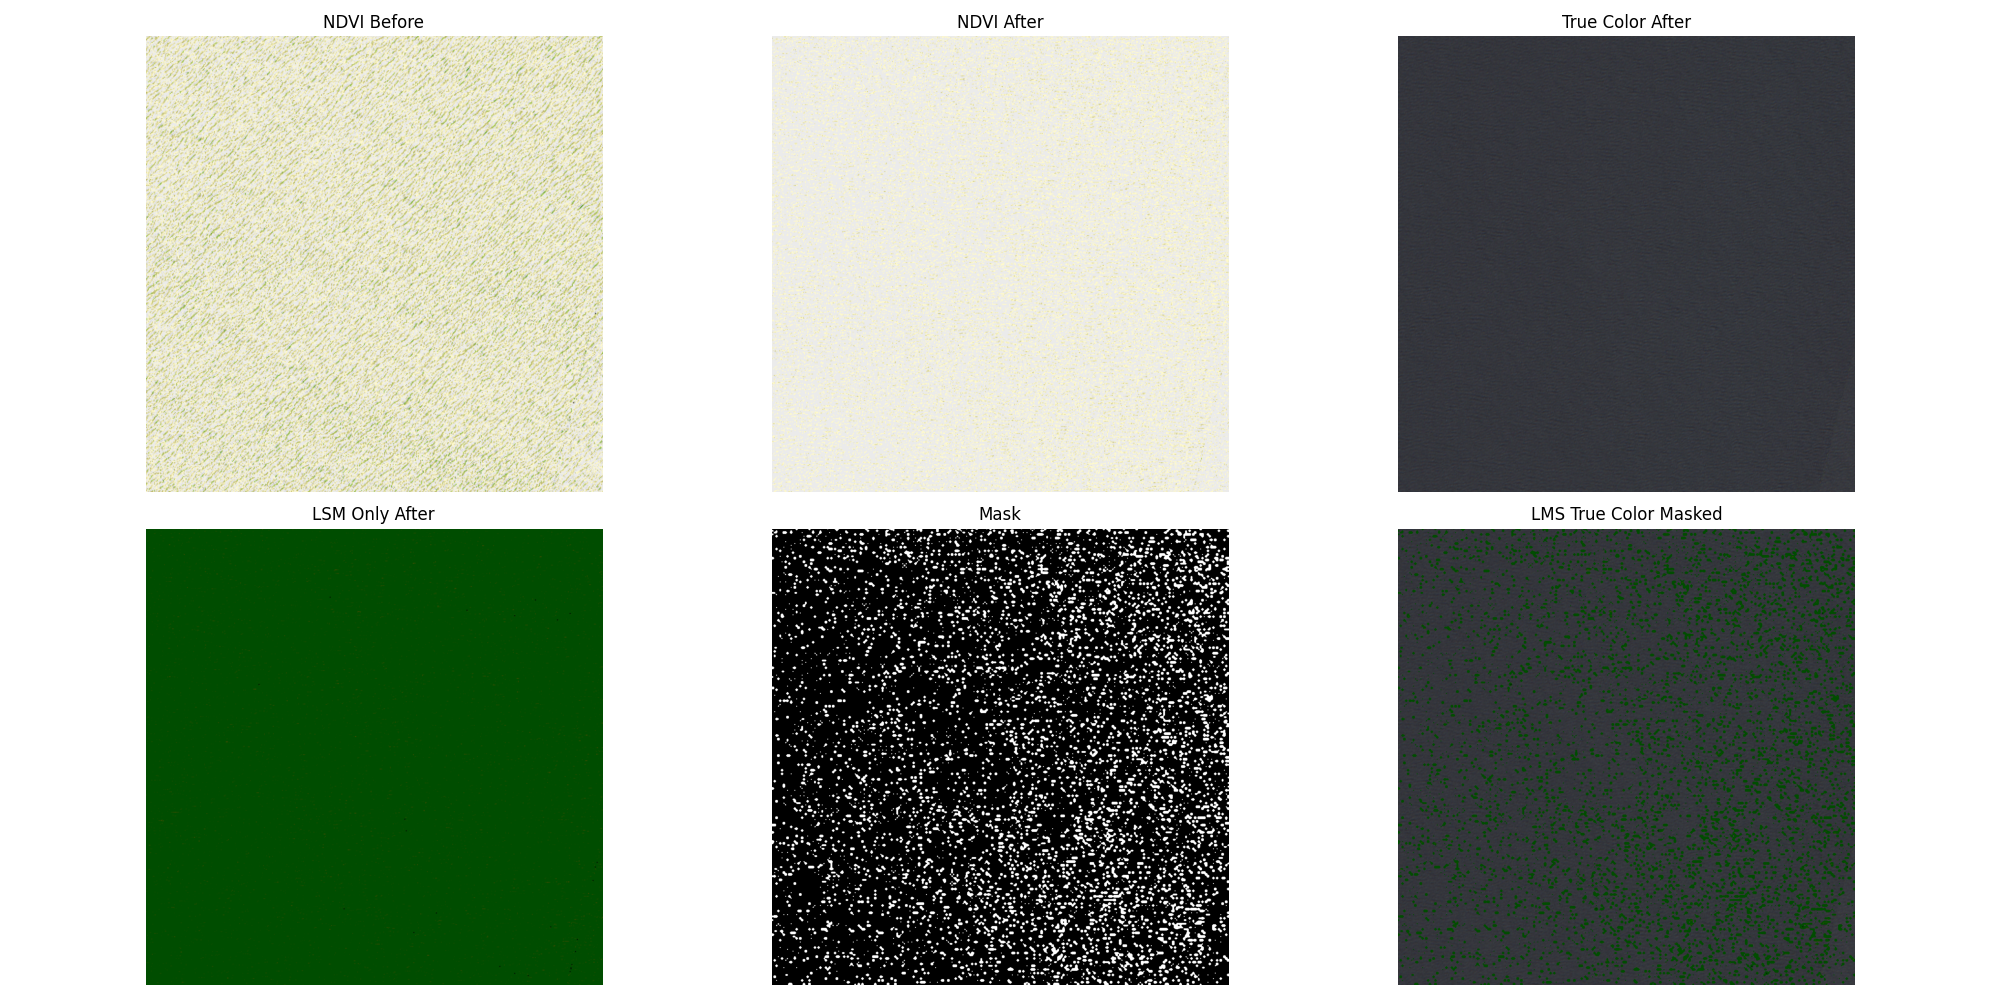 NDVI Before
NDVI After
True Color After
LSM Only After
Mask
LMS True Color Masked